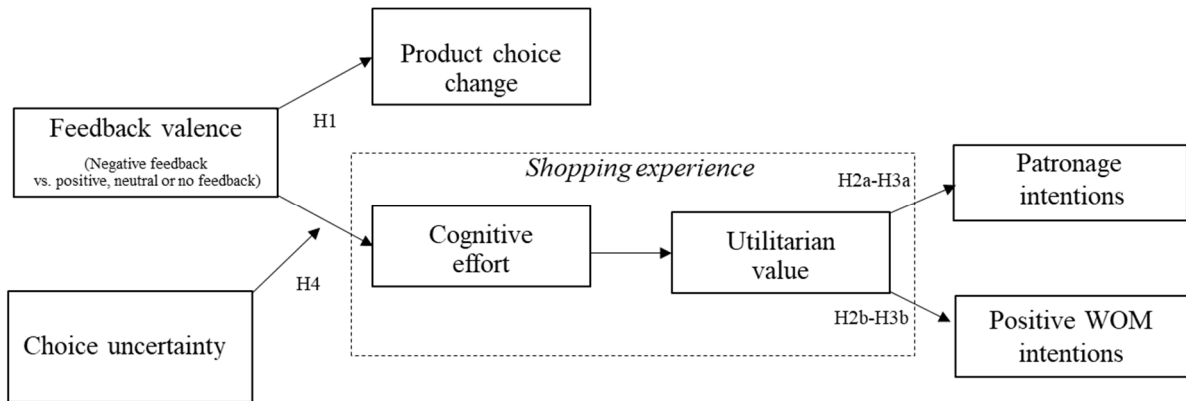 Product choice
change
H1
Feedback valence
(Negative feedback
vs. positive, neutral or no feedback)
Shopping experience
H2a-H3a
Patronage
intentions
Cognitive
effort
Utilitarian
value
H4
H2b-H3b
Choice uncertainty
Positive WOM
intentions